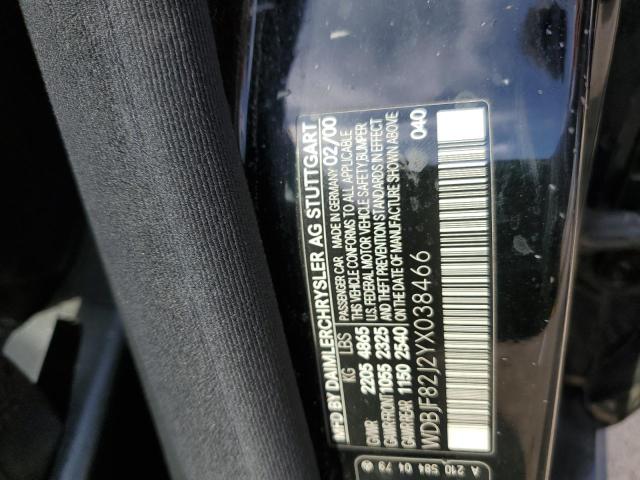 MADE BY DAIMLERCHRYSLER AG STUTTGART
PASSENGER CAR MADE IN GERMANY 02/00
KG LBS THIS VEHICLE CONFORMS TO ALL APPLICABLE
GVWR 2205 4865 U.S. FEDERAL MOTOR VEHICLE SAFETY, BUMPER
GAWR FRONT 1055 2325 AND THEFT PREVENTION STANDARDS IN EFFECT
GAWR REAR 1150 2540 ON THE DATE OF MANUFACTURE SHOWN ABOVE
040
WDBJF82J2YX038466
A 210 584 04 79